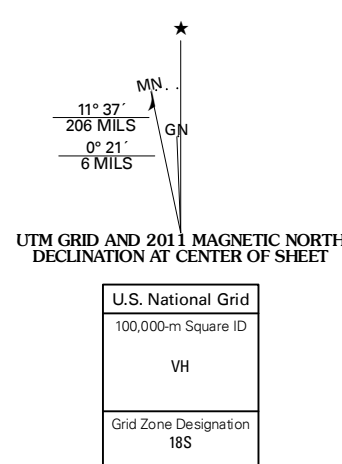 ★
MN
11° 37´
206 MILS
GN
0° 21´
6 MILS
UTM GRID AND 2011 MAGNETIC NORTH
DECLINATION AT CENTER OF SHEET
U.S. National Grid
100,000-m Square ID
VH
Grid Zone Designation
18S